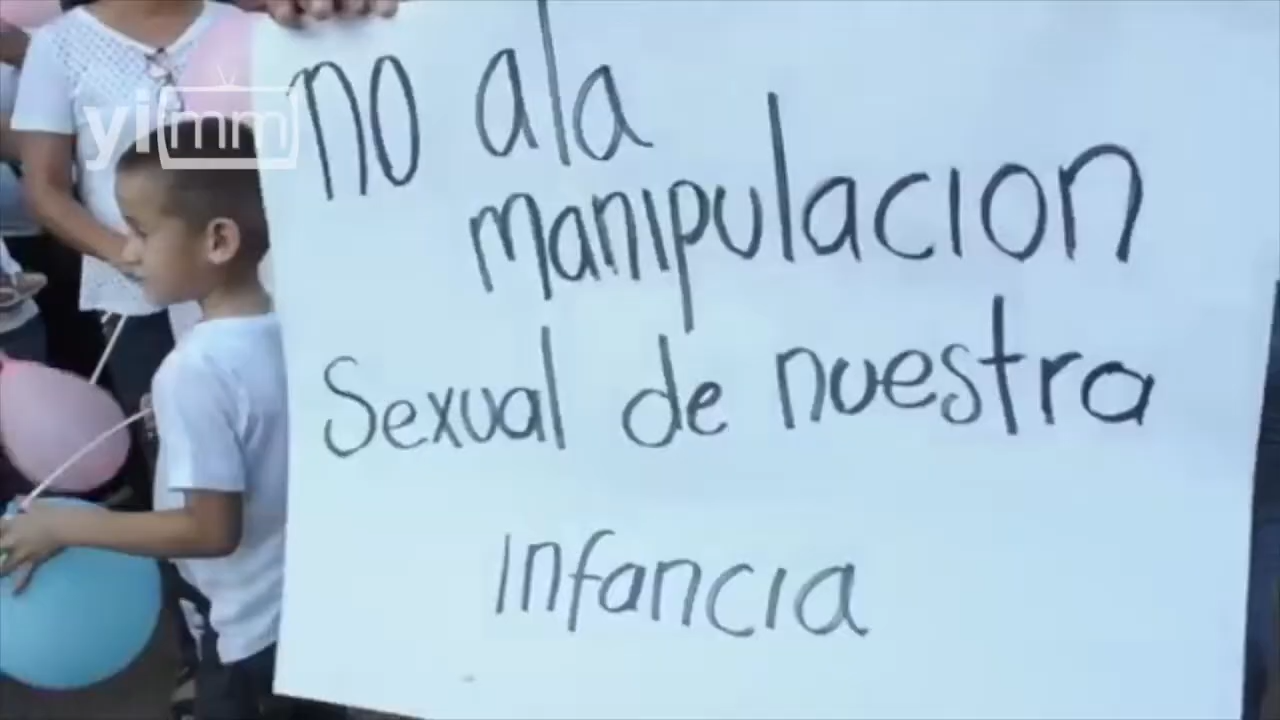 yimm
no ala
manipulacion
Sexual de nuestra
infancia